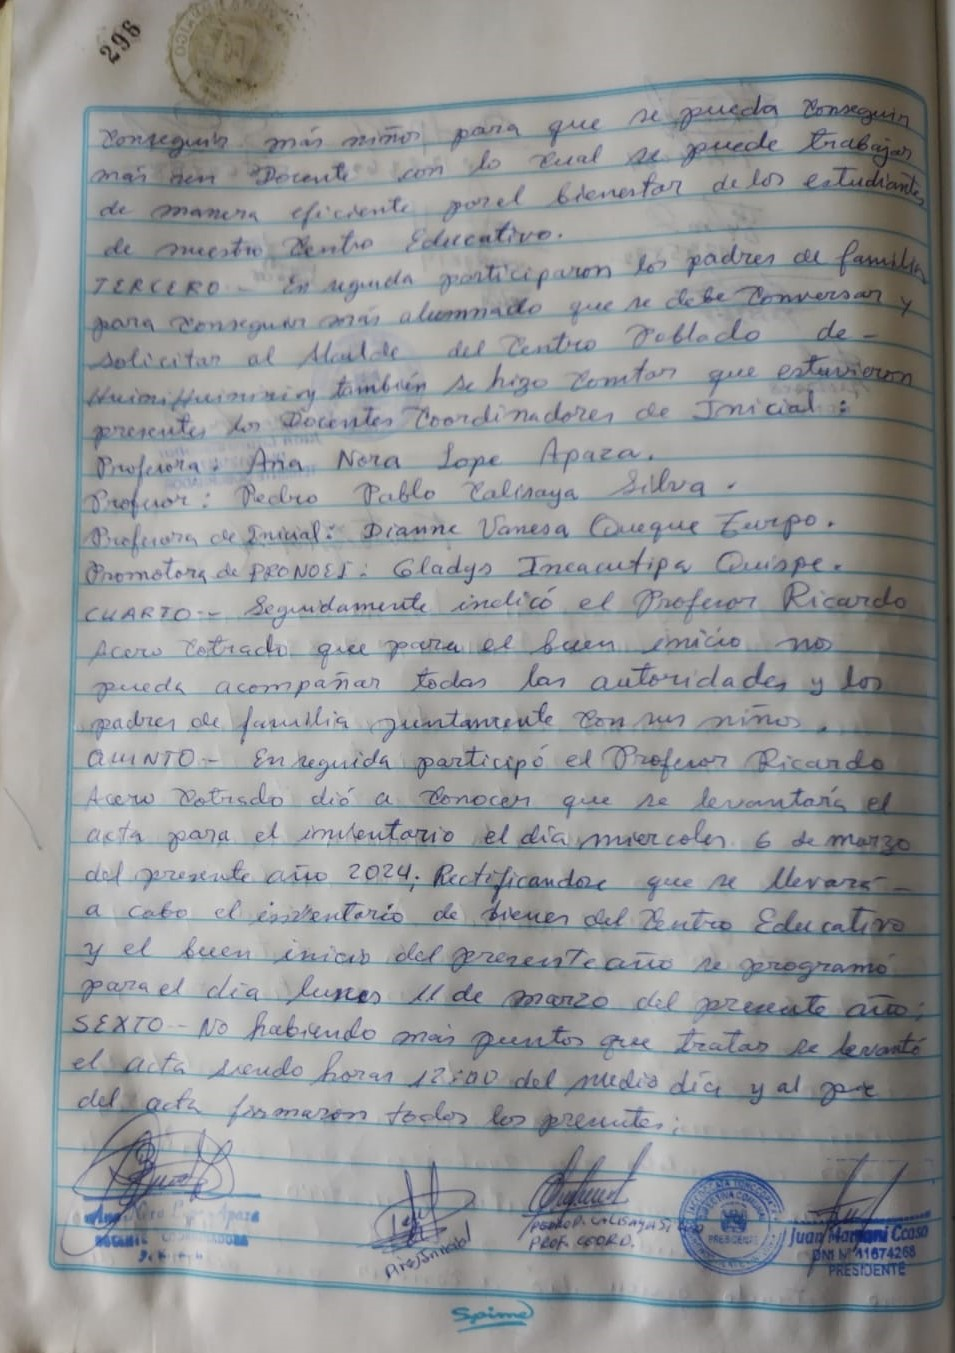 296
Conseguir más niños para que se pueda Conseguir
más un Docente con lo Cual se puede trabajar
de manera eficiente por el bienestar de los estudiantes
de nuestro Centro Educativo.
TERCERO - En seguida participaron los padres de familia
para Conseguir más alumnado que se debe Conversar y
solicitar al Alcalde del Centro Poblado de -
y también se hizo Constar que estuvieron
presentes los Docentes Coordinadores de Inicial:
Profesora: Ana Nora Lope Apaza.
Profesor: Pedro Pablo Calisaya Silva.
Profesora de Inicial: Dianne Vanesa Queque Eurpo.
Promotora de PRONOEI: Gladys Incacutipa Quispe.
CUARTO -- Seguidamente indicó el Profesor Ricardo
Acero Cotrado que para el buen inicio nos
pueda acompañar todas las autoridades y los
padres de familia juntamente con sus niños.
QUINTO - En seguida participó el Profesor Ricardo
Acero Cotrado dió a Conocer que se levantará el
acta para el inventario el día miercoles 6 de marzo
del presente año 2024; Rectificandose que se llevará -
a cabo el inventario de bienes del Centro Educativo
y el buen inicio del presente año se programó
para el día lunes 11 de marzo del presente año;
SEXTO - No habiendo más puntos que tratar se levantó
el acta siendo horas 12:00 del medio día y al pie
del acta firmaron todos los presentes;
Ana Nora Lope Apaza
DOCENTE COORDINADORA
PEDRO P. CALISAYA SILVA
PROF. COORD.
PRESIDENTE
Juan Mamani Ccosa
DNI Nº 41674268
PRESIDENTE
Spime